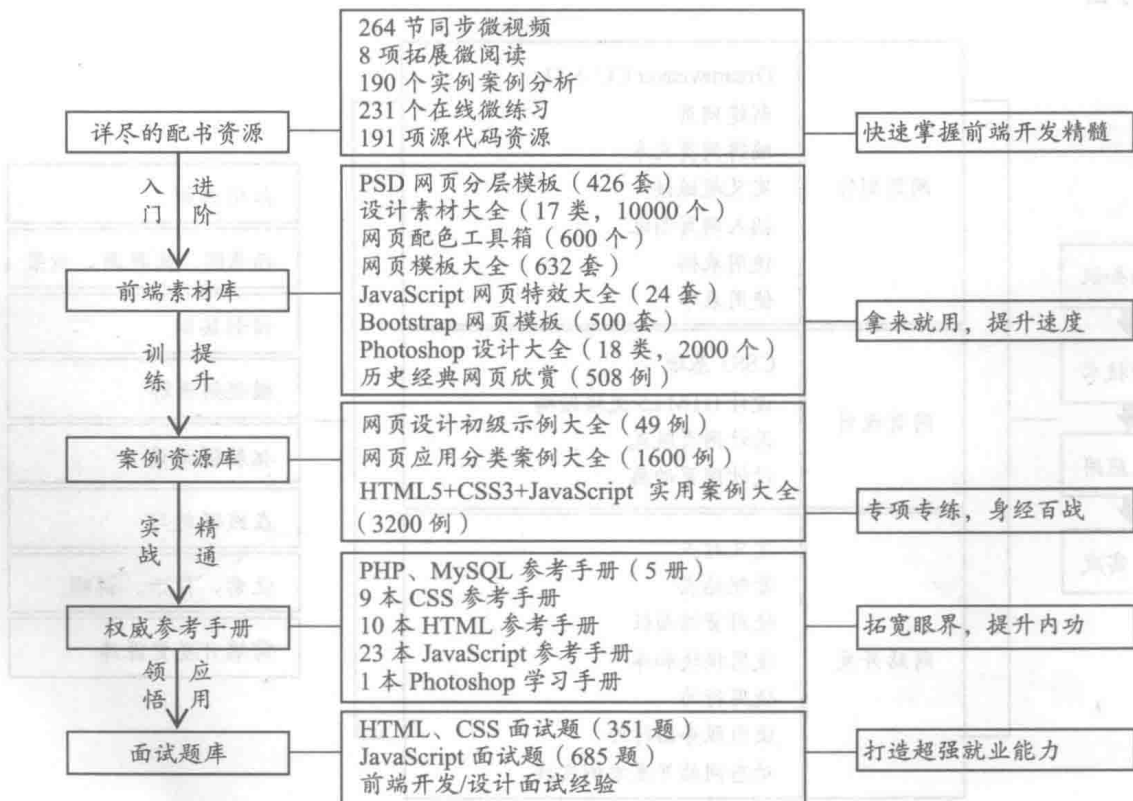 详尽的配书资源
264 节同步微视频
8 项拓展微阅读
190 个实例案例分析
231 个在线微练习
191 项源代码资源
快速掌握前端开发精髓
入门 进阶
前端素材库
PSD 网页分层模板（426 套）
设计素材大全（17 类，10000 个）
网页配色工具箱（600 个）
网页模板大全（632 套）
JavaScript 网页特效大全（24 套）
Bootstrap 网页模板（500 套）
Photoshop 设计大全（18 类，2000 个）
历史经典网页欣赏（508 例）
拿来就用，提升速度
训练 提升
案例资源库
网页设计初级示例大全（49 例）
网页应用分类案例大全（1600 例）
HTML5+CSS3+JavaScript 实用案例大全
（3200 例）
专项专练，身经百战
实战 精通
权威参考手册
PHP、MySQL 参考手册（5 册）
9 本 CSS 参考手册
10 本 HTML 参考手册
23 本 JavaScript 参考手册
1 本 Photoshop 学习手册
拓宽眼界，提升内功
领悟 应用
面试题库
HTML、CSS 面试题（351 题）
JavaScript 面试题（685 题）
前端开发/设计面试经验
打造超强就业能力